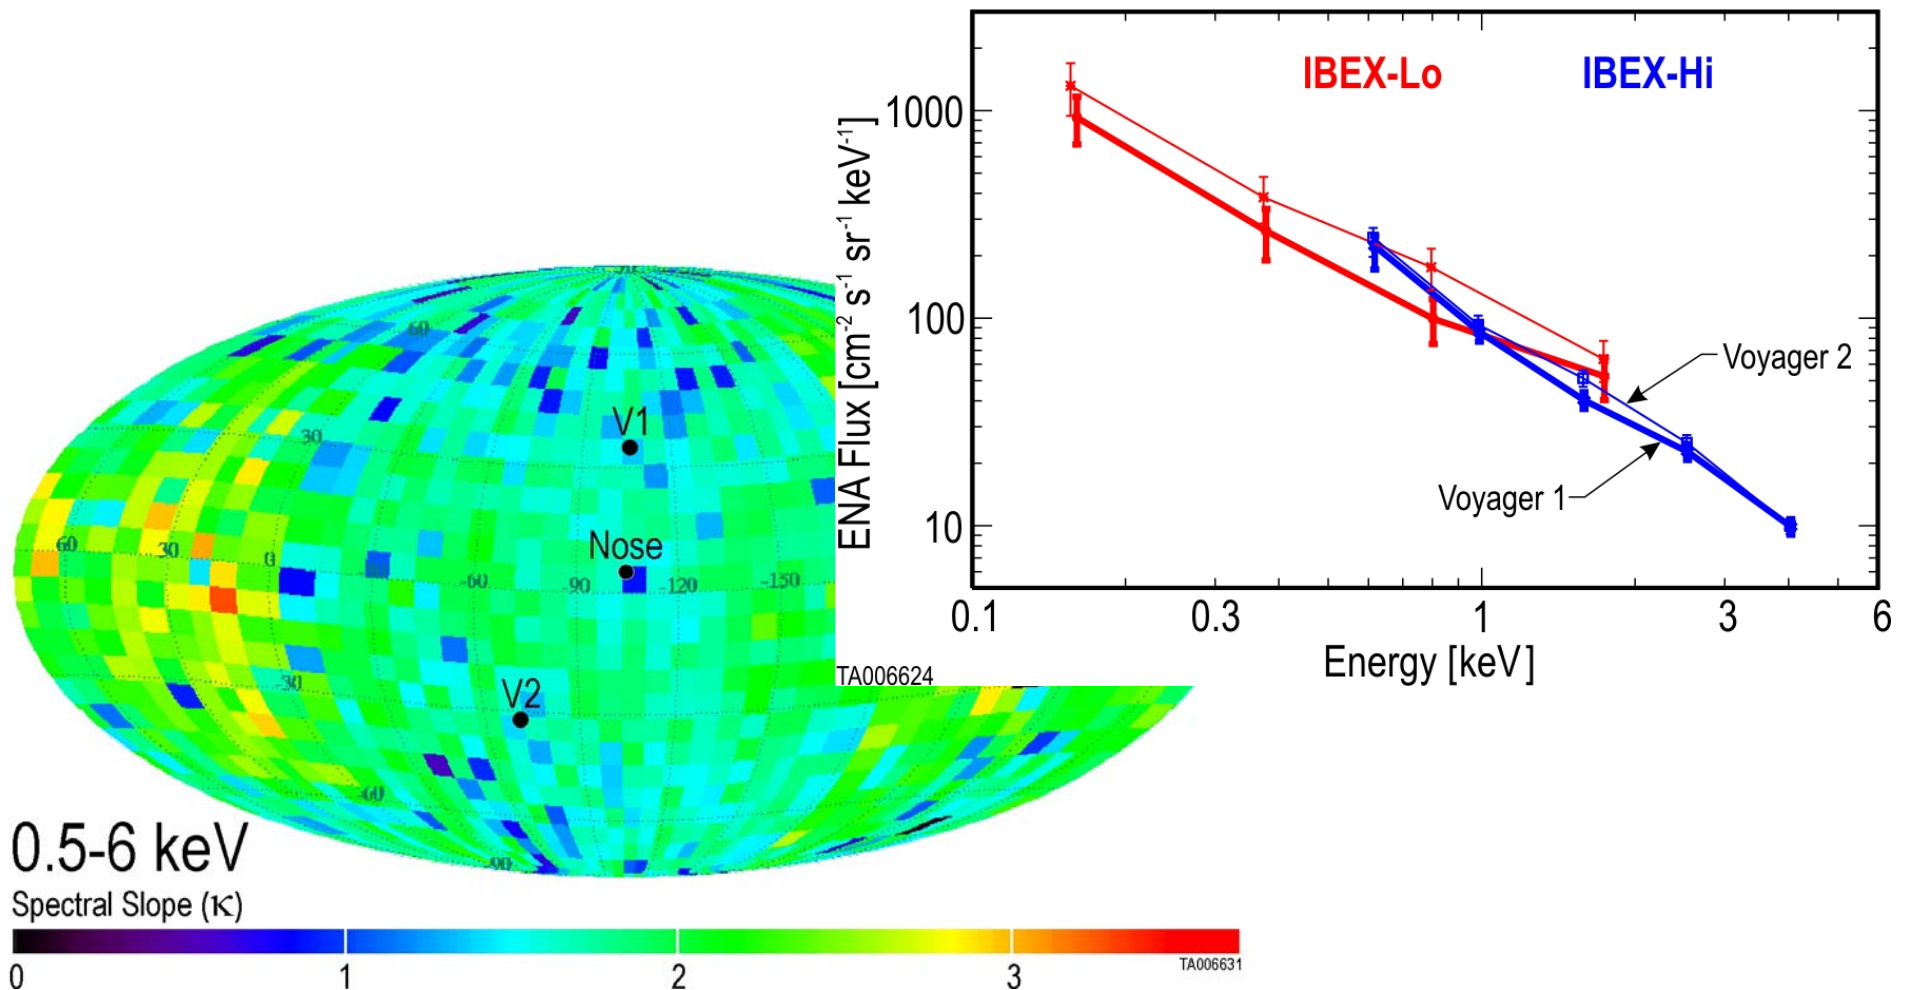 IBEX-Lo IBEX-Hi
ENA Flux [cm-2 s-1 sr-1 keV-1]
1000
100
10
Voyager 2
Voyager 1
0.1 0.3 1 3 6
Energy [keV]
TA006624
60
V1
30
Nose
60 30 0 -60 -90 -120 -150
-30
V2
-60
-90
0.5-6 keV
Spectral Slope (κ)
0 1 2 3
TA006631